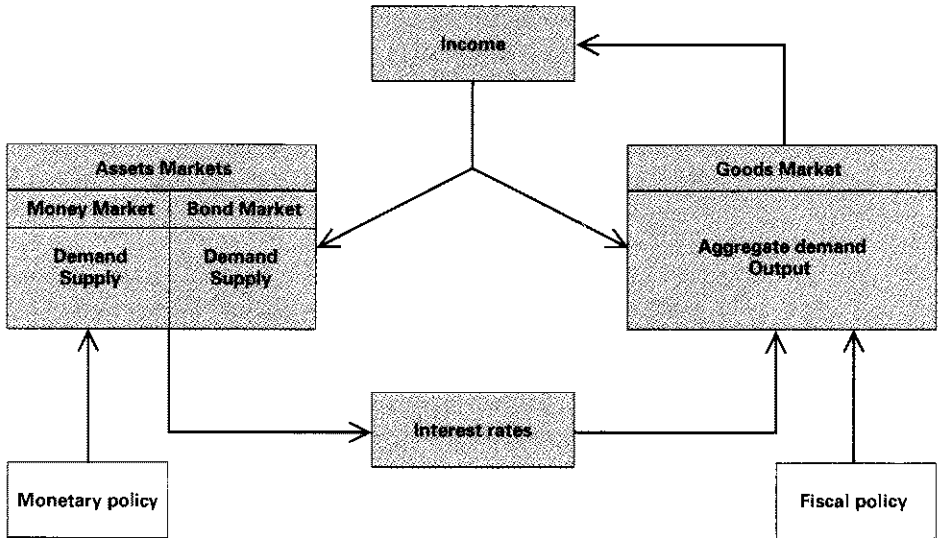 Income
Assets Markets
Money Market
Bond Market
Demand
Supply
Demand
Supply
Goods Market
Aggregate demand
Output
Interest rates
Monetary policy
Fiscal policy